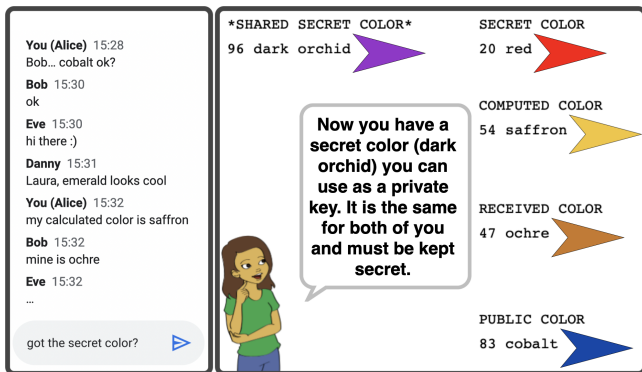 You (Alice) 15:28
Bob... cobalt ok?
Bob 15:30
ok
Eve 15:30
hi there :)
Danny 15:31
Laura, emerald looks cool
You (Alice) 15:32
my calculated color is saffron
Bob 15:32
mine is ochre
Eve 15:32
...
got the secret color?
*SHARED SECRET COLOR*
96 dark orchid
Now you have a
secret color (dark
orchid) you can
use as a private
key. It is the same
for both of you
and must be kept
secret.
SECRET COLOR
20 red
COMPUTED COLOR
54 saffron
RECEIVED COLOR
47 ochre
PUBLIC COLOR
83 cobalt